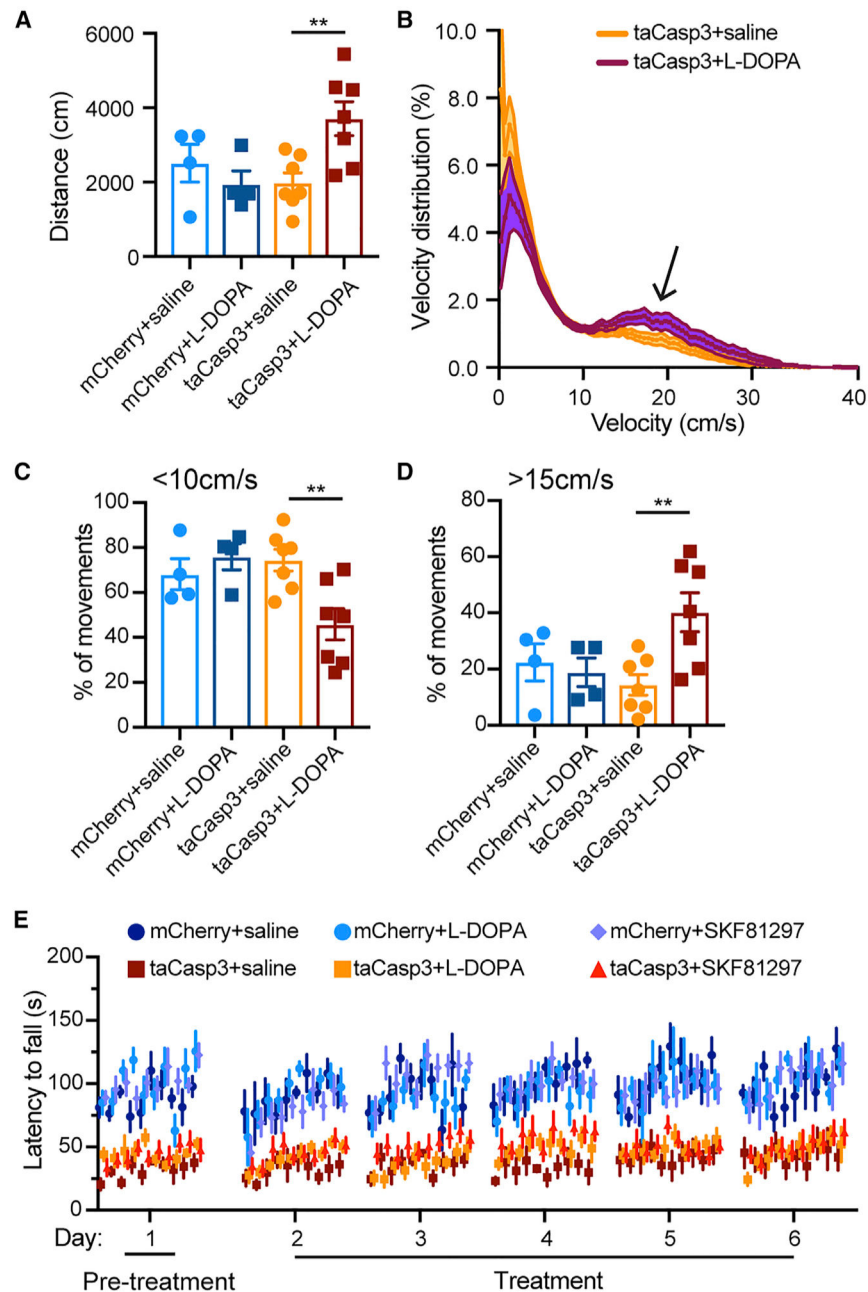 A
Distance (cm)
6000
4000
2000
0
**
mCherry+saline
mCherry+L-DOPA
taCasp3+saline
taCasp3+L-DOPA
B
Velocity distribution (%)
10.0
8.0
6.0
4.0
2.0
0.0
taCasp3+saline
taCasp3+L-DOPA
0 10 20 30 40
Velocity (cm/s)
C
<10cm/s
% of movements
100
80
60
40
20
0
**
mCherry+saline
mCherry+L-DOPA
taCasp3+saline
taCasp3+L-DOPA
D
>15cm/s
% of movements
80
60
40
20
0
**
mCherry+saline
mCherry+L-DOPA
taCasp3+saline
taCasp3+L-DOPA
E
mCherry+saline mCherry+L-DOPA mCherry+SKF81297
taCasp3+saline taCasp3+L-DOPA taCasp3+SKF81297
Latency to fall (s)
200
150
100
50
0
Day: 1 2 3 4 5 6
Pre-treatment Treatment